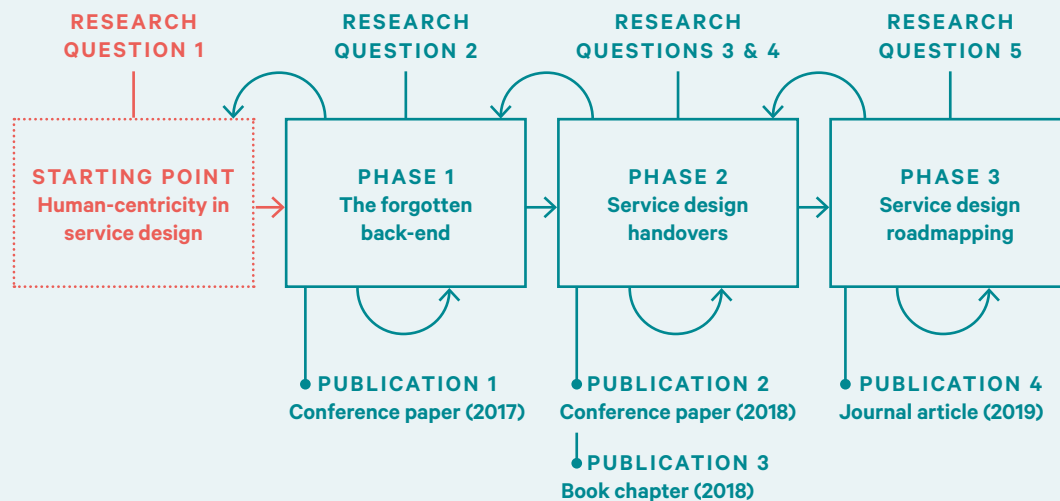 RESEARCH
QUESTION 1
RESEARCH
QUESTION 2
RESEARCH
QUESTIONS 3 & 4
RESEARCH
QUESTION 5
STARTING POINT
Human-centricity in
service design
PHASE 1
The forgotten
back-end
PHASE 2
Service design
handovers
PHASE 3
Service design
roadmapping
PUBLICATION 1
Conference paper (2017)
PUBLICATION 2
Conference paper (2018)
PUBLICATION 3
Book chapter (2018)
PUBLICATION 4
Journal article (2019)